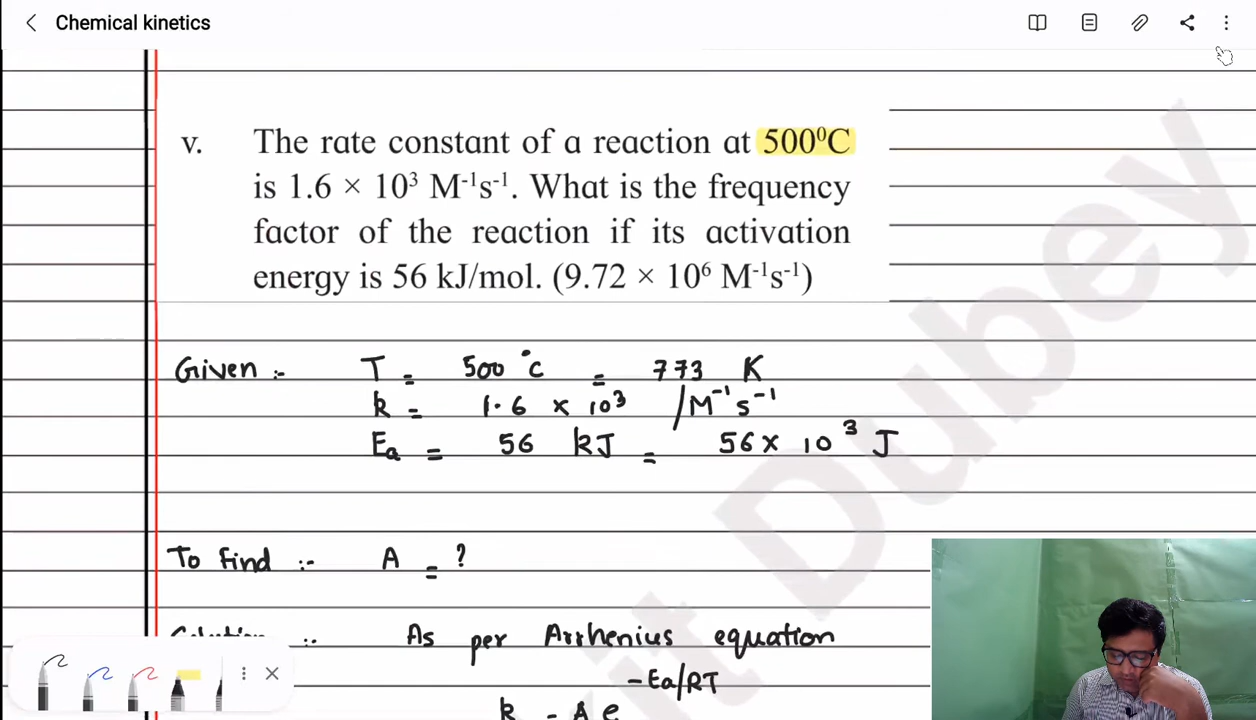 Chemical kinetics
v. The rate constant of a reaction at 500⁰C
is 1.6 × 10³ M⁻¹s⁻¹. What is the frequency
factor of the reaction if its activation
energy is 56 kJ/mol. (9.72 × 10⁶ M⁻¹s⁻¹)
Given :- T = 500 °C = 773 K
k = 1.6 × 10³ /M⁻¹ s⁻¹
Ea = 56 kJ = 56 × 10³ J
To find :- A = ?
Solution :- As per Arrhenius equation
-Ea/RT
k = A e
Dubey